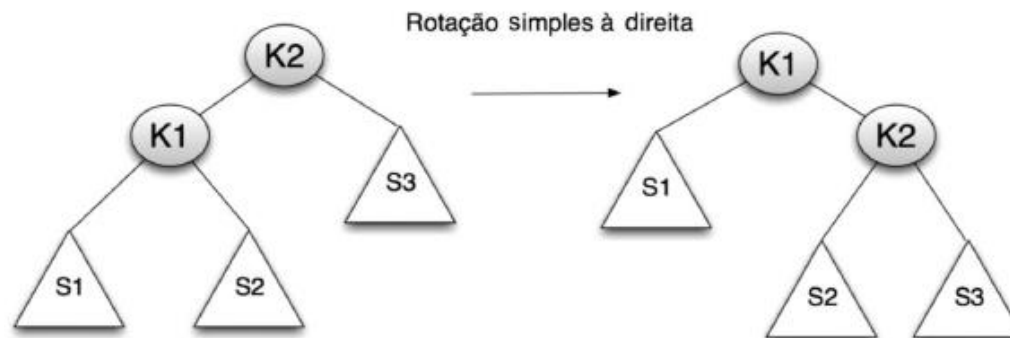 Rotação simples à direita
K2
K1
S3
S1
S2
K1
K2
S1
S2
S3